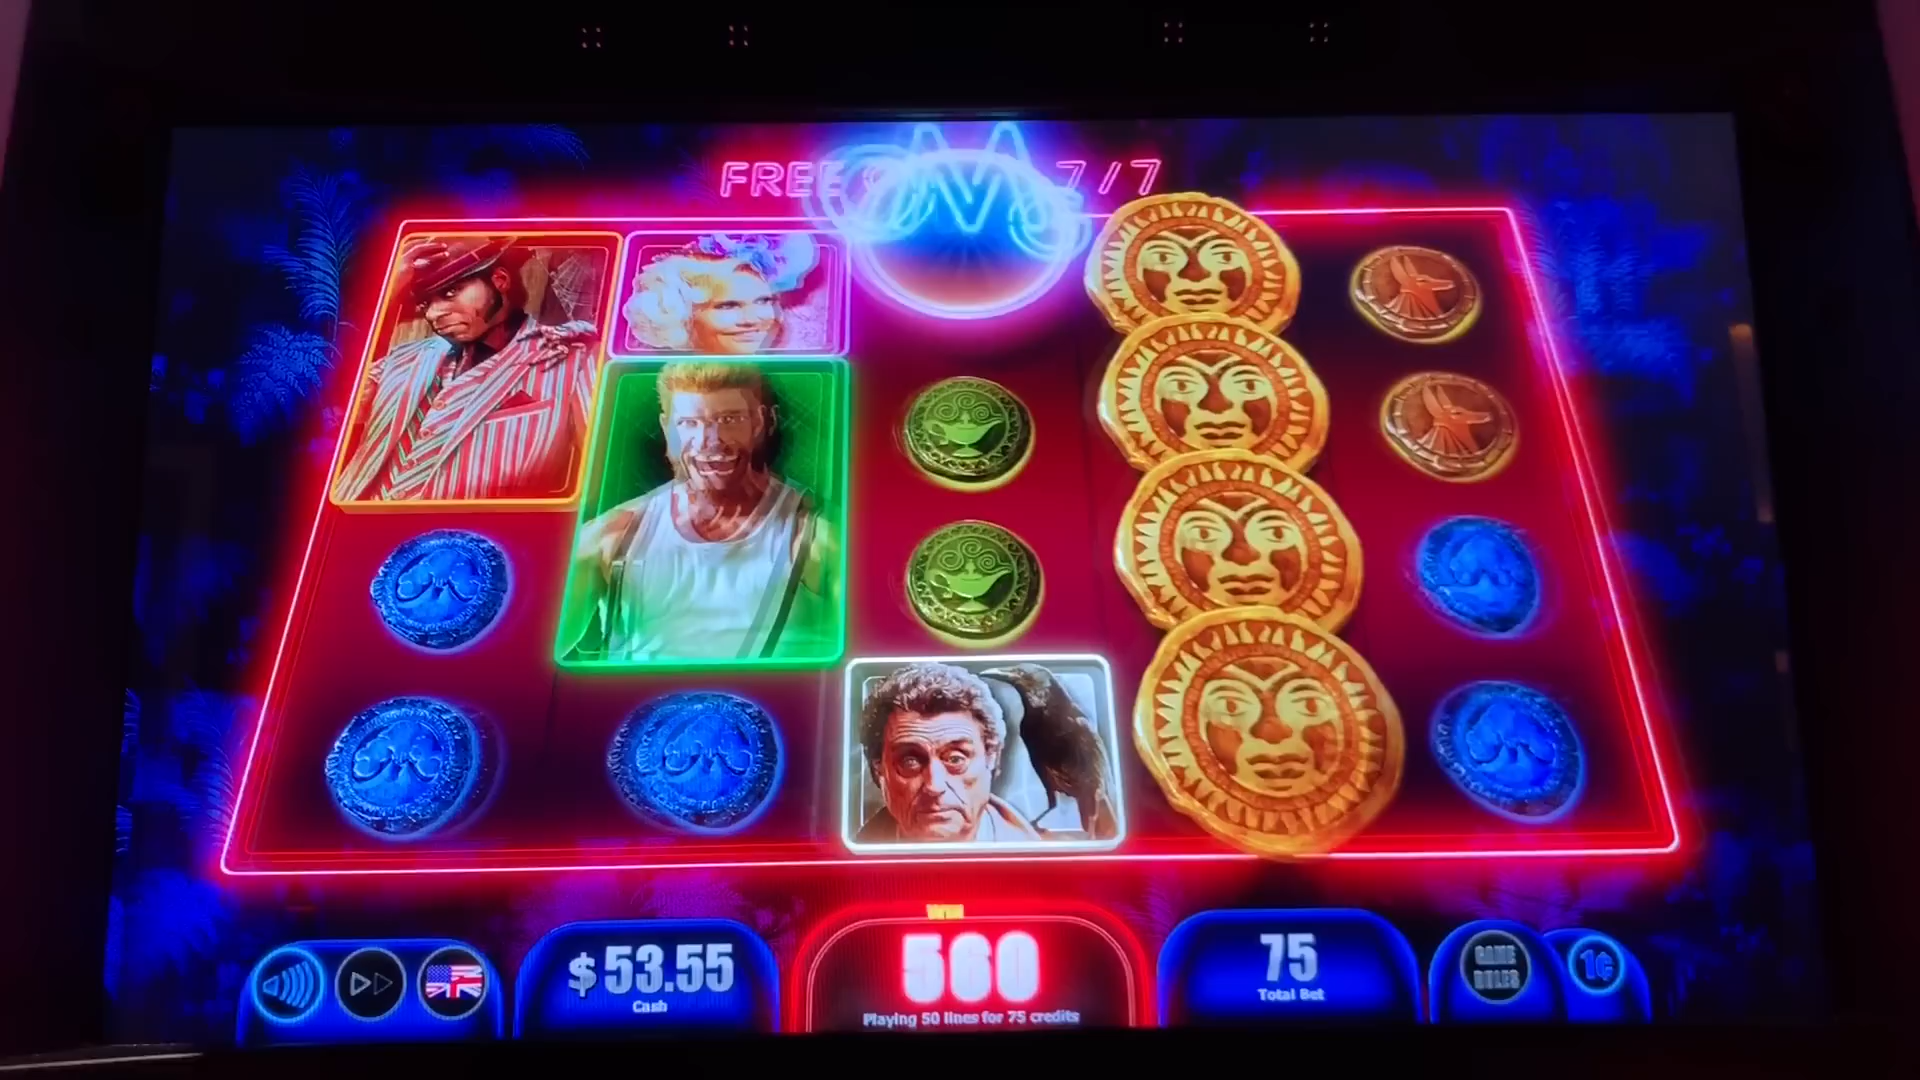 FREE 7/7
$53.55
Cash
560
Playing 50 lines for 75 credits
75
Total Bet
GAME
RULES
1¢